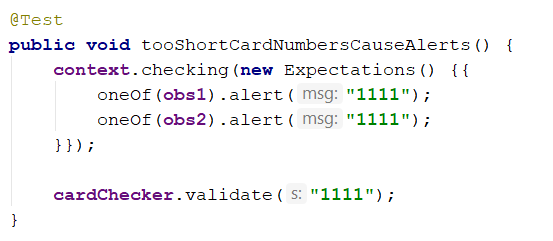 @Test
public void tooShortCardNumbersCauseAlerts() {
    context.checking(new Expectations() {{
        oneOf(obs1).alert( msg: "1111");
        oneOf(obs2).alert( msg: "1111");
    }});

    cardChecker.validate( s: "1111");
}